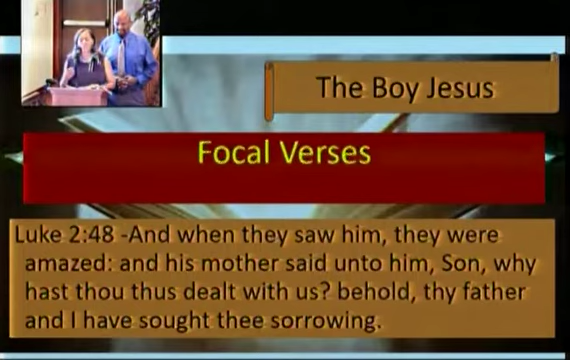 The Boy Jesus
Focal Verses
Luke 2:48 -And when they saw him, they were
amazed: and his mother said unto him, Son, why
hast thou thus dealt with us? behold, thy father
and I have sought thee sorrowing.